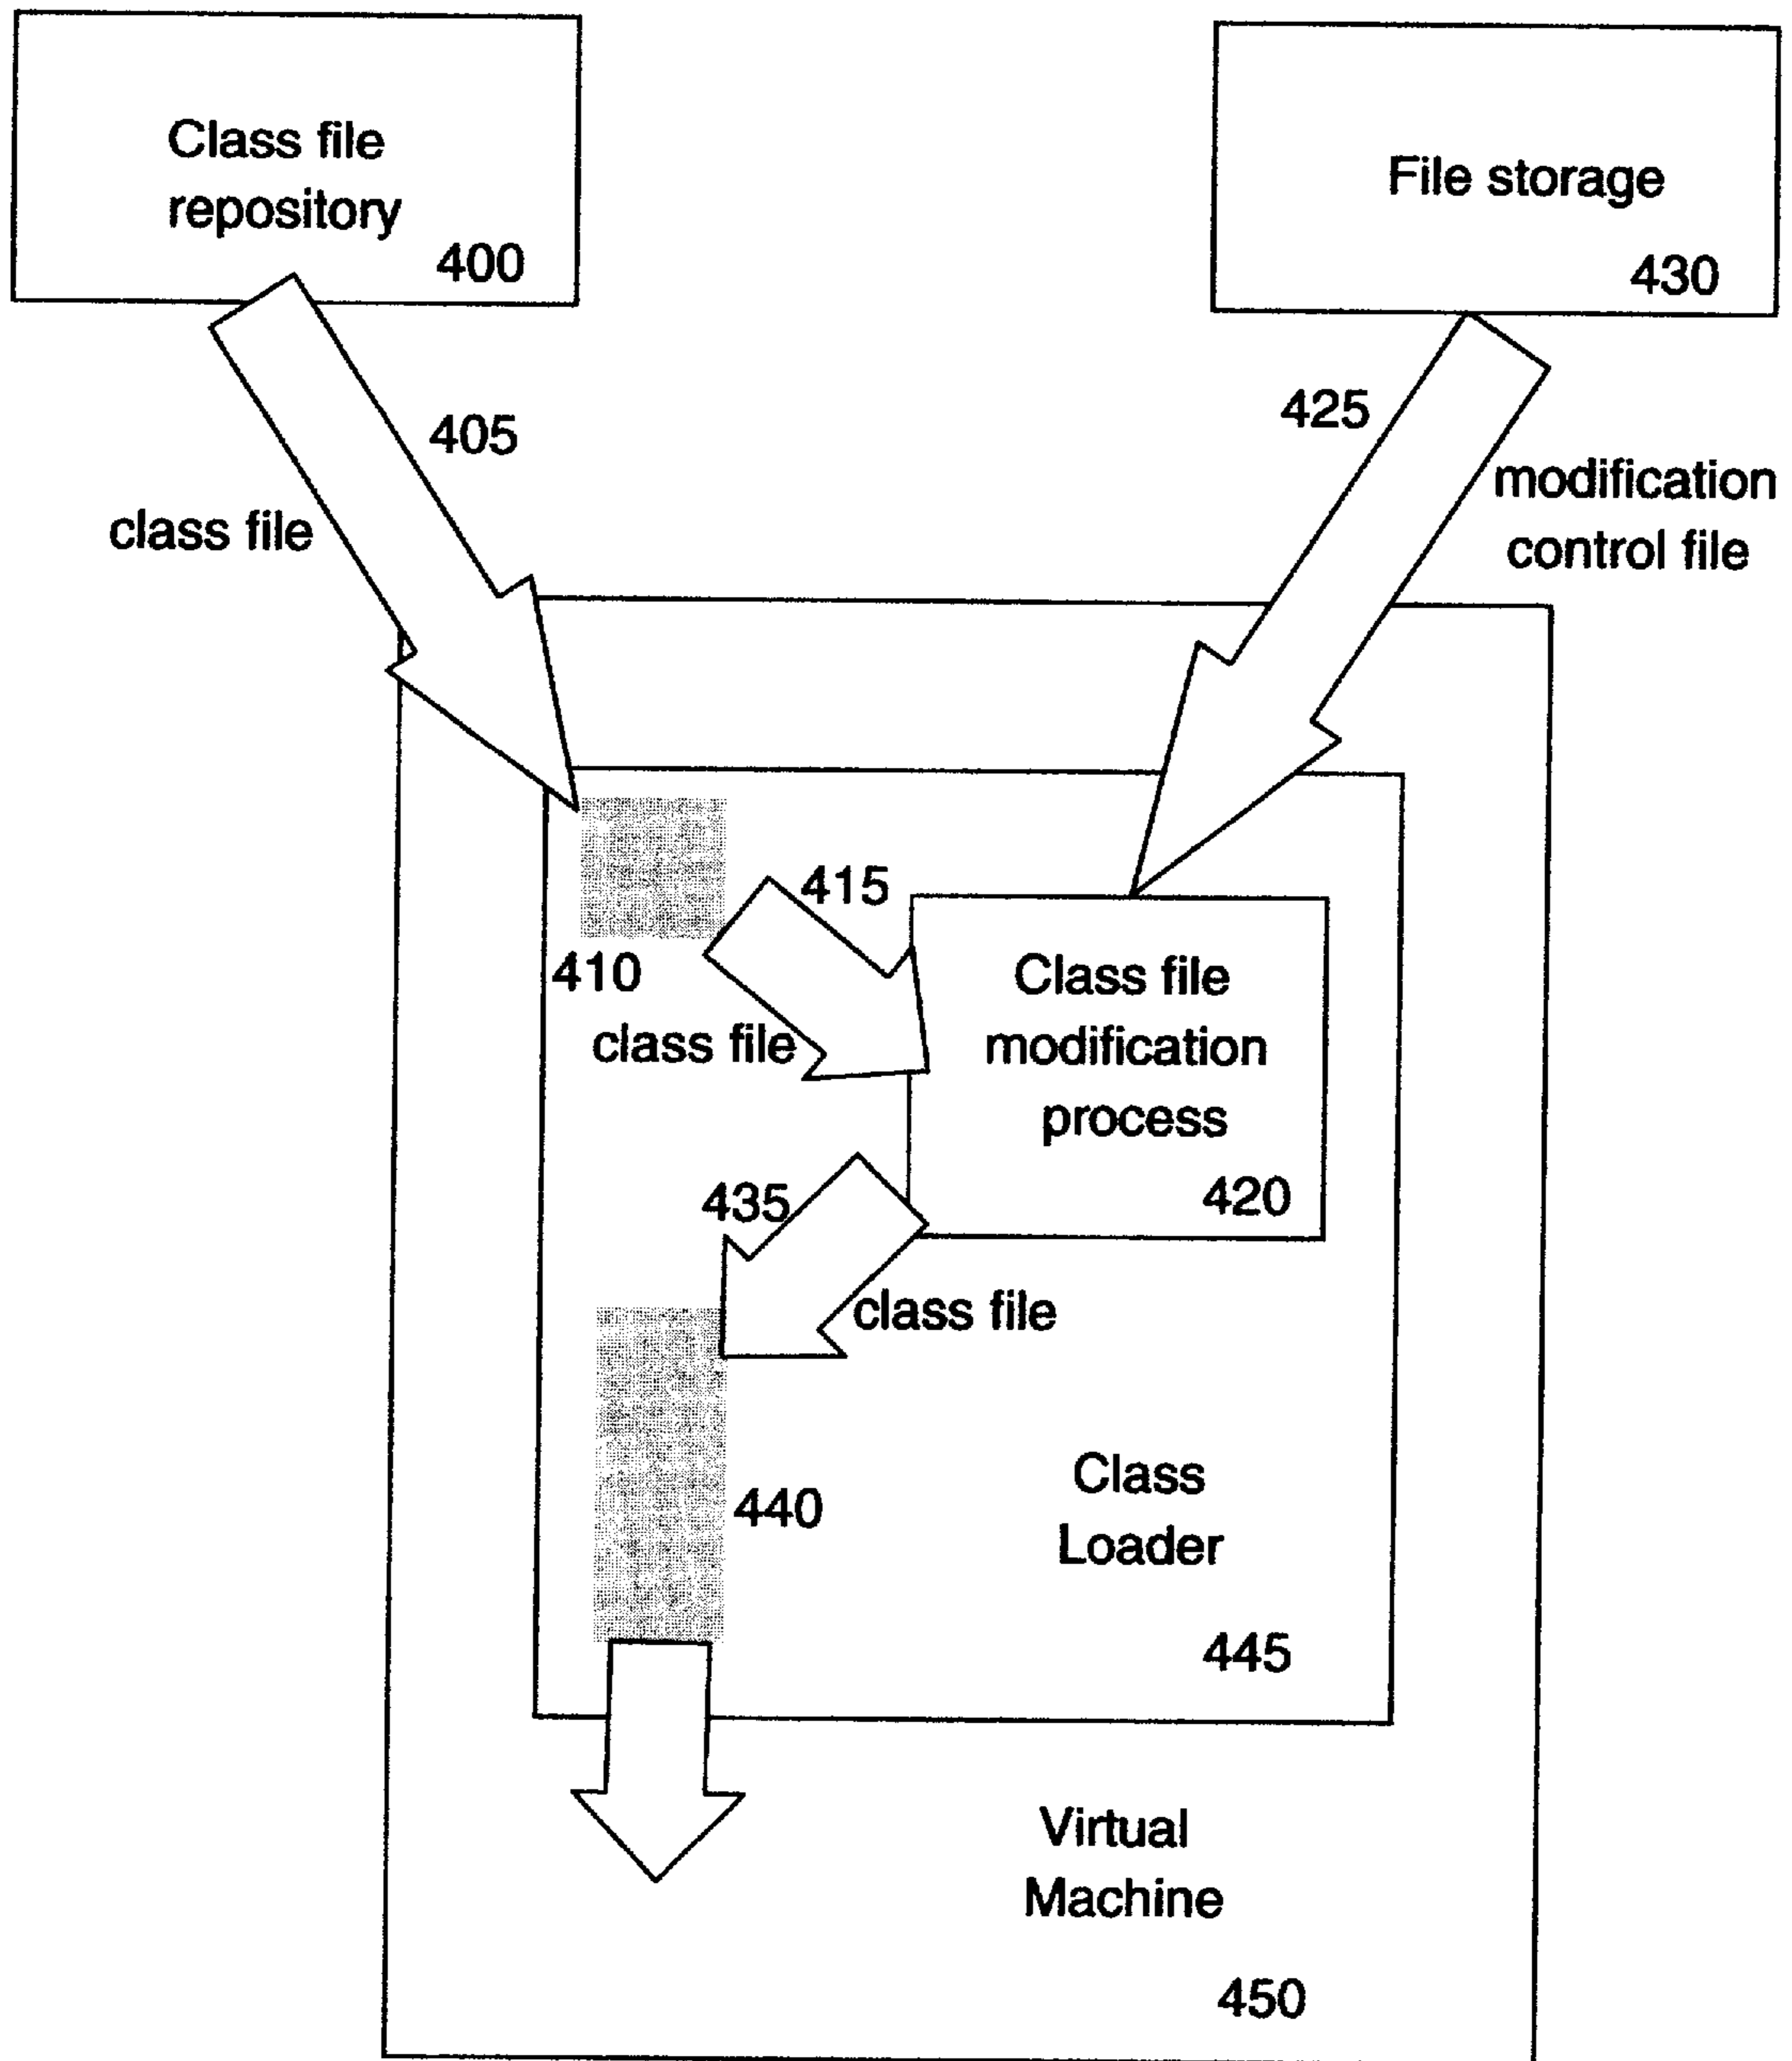 Class file
repository
400
File storage
430
405
425
class file
modification
control file
415
410
class file
Class file
modification
process
420
435
class file
440
Class
Loader
445
Virtual
Machine
450